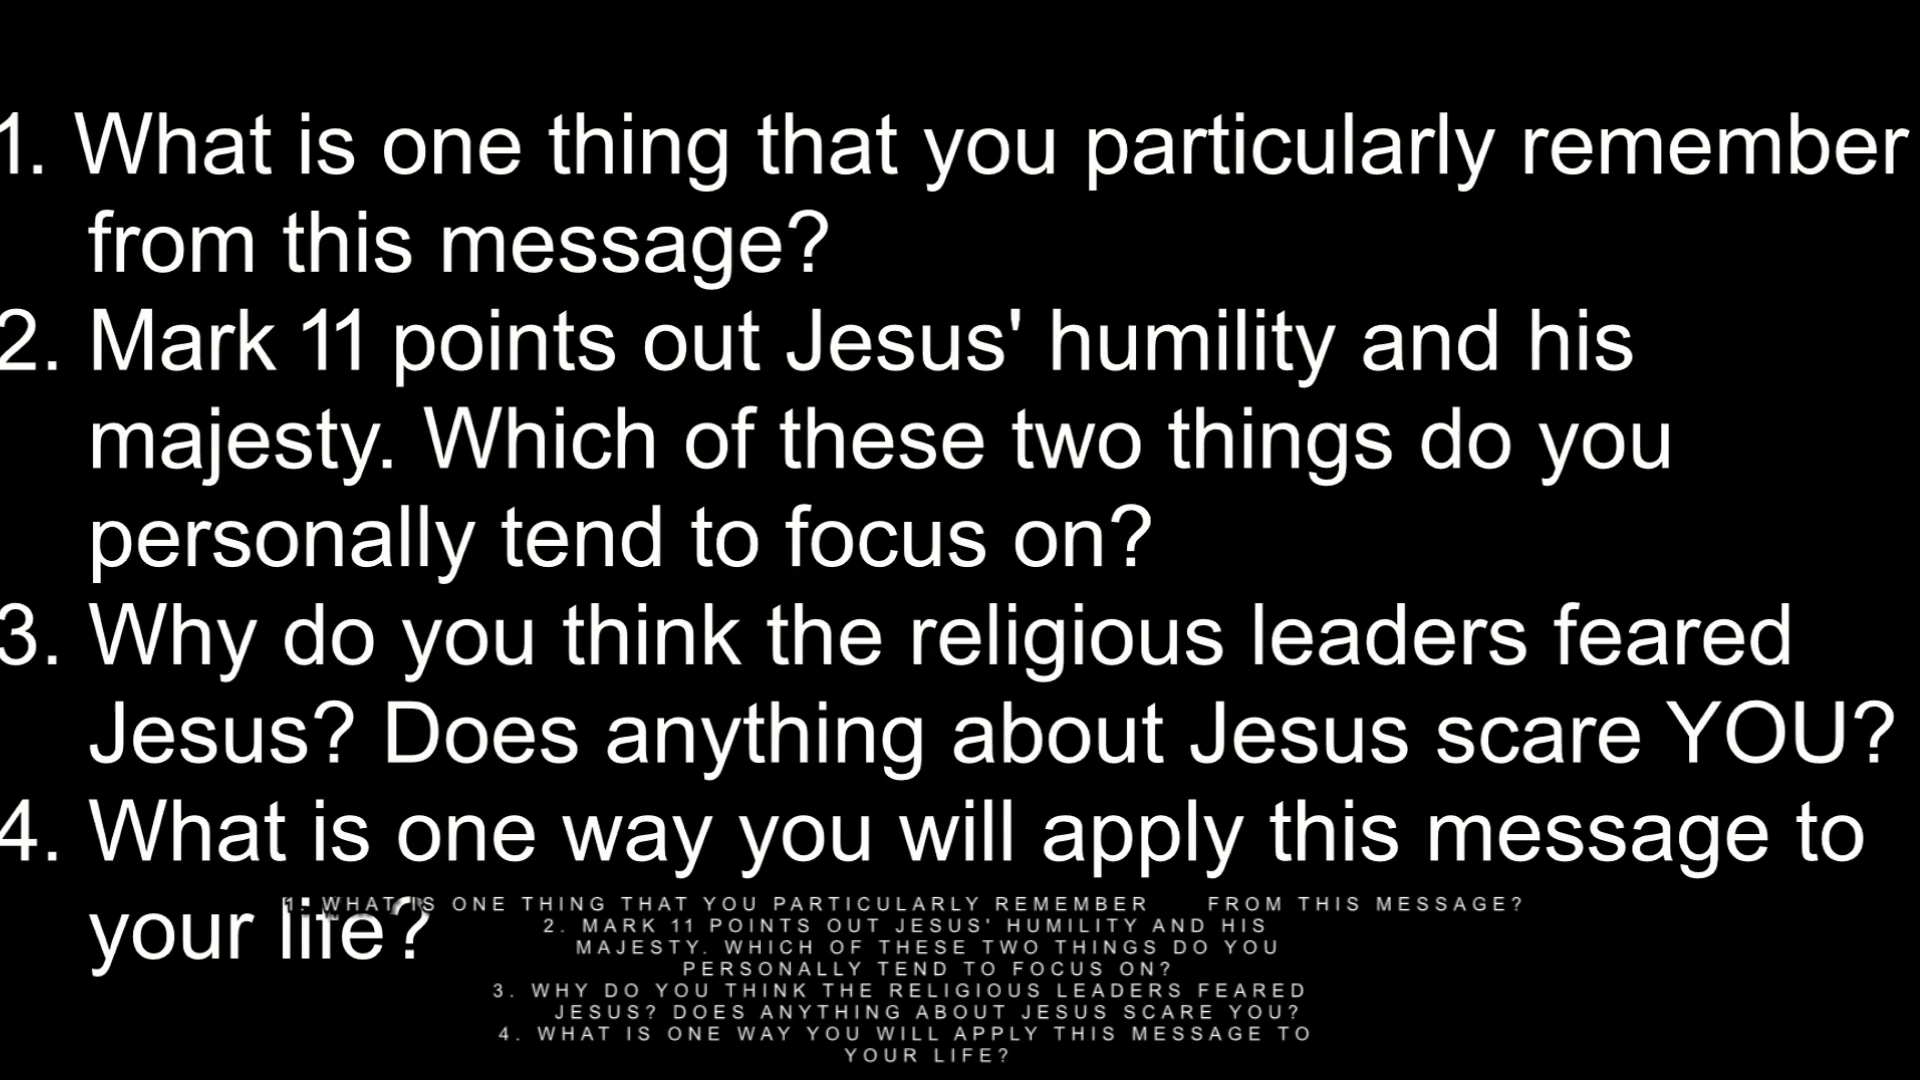 1. What is one thing that you particularly remember
from this message?
2. Mark 11 points out Jesus' humility and his
majesty. Which of these two things do you
personally tend to focus on?
3. Why do you think the religious leaders feared
Jesus? Does anything about Jesus scare YOU?
4. What is one way you will apply this message to
your life?
1. WHAT IS ONE THING THAT YOU PARTICULARLY REMEMBER FROM THIS MESSAGE?
2. MARK 11 POINTS OUT JESUS' HUMILITY AND HIS
MAJESTY. WHICH OF THESE TWO THINGS DO YOU
PERSONALLY TEND TO FOCUS ON?
3. WHY DO YOU THINK THE RELIGIOUS LEADERS FEARED
JESUS? DOES ANYTHING ABOUT JESUS SCARE YOU?
4. WHAT IS ONE WAY YOU WILL APPLY THIS MESSAGE TO
YOUR LIFE?